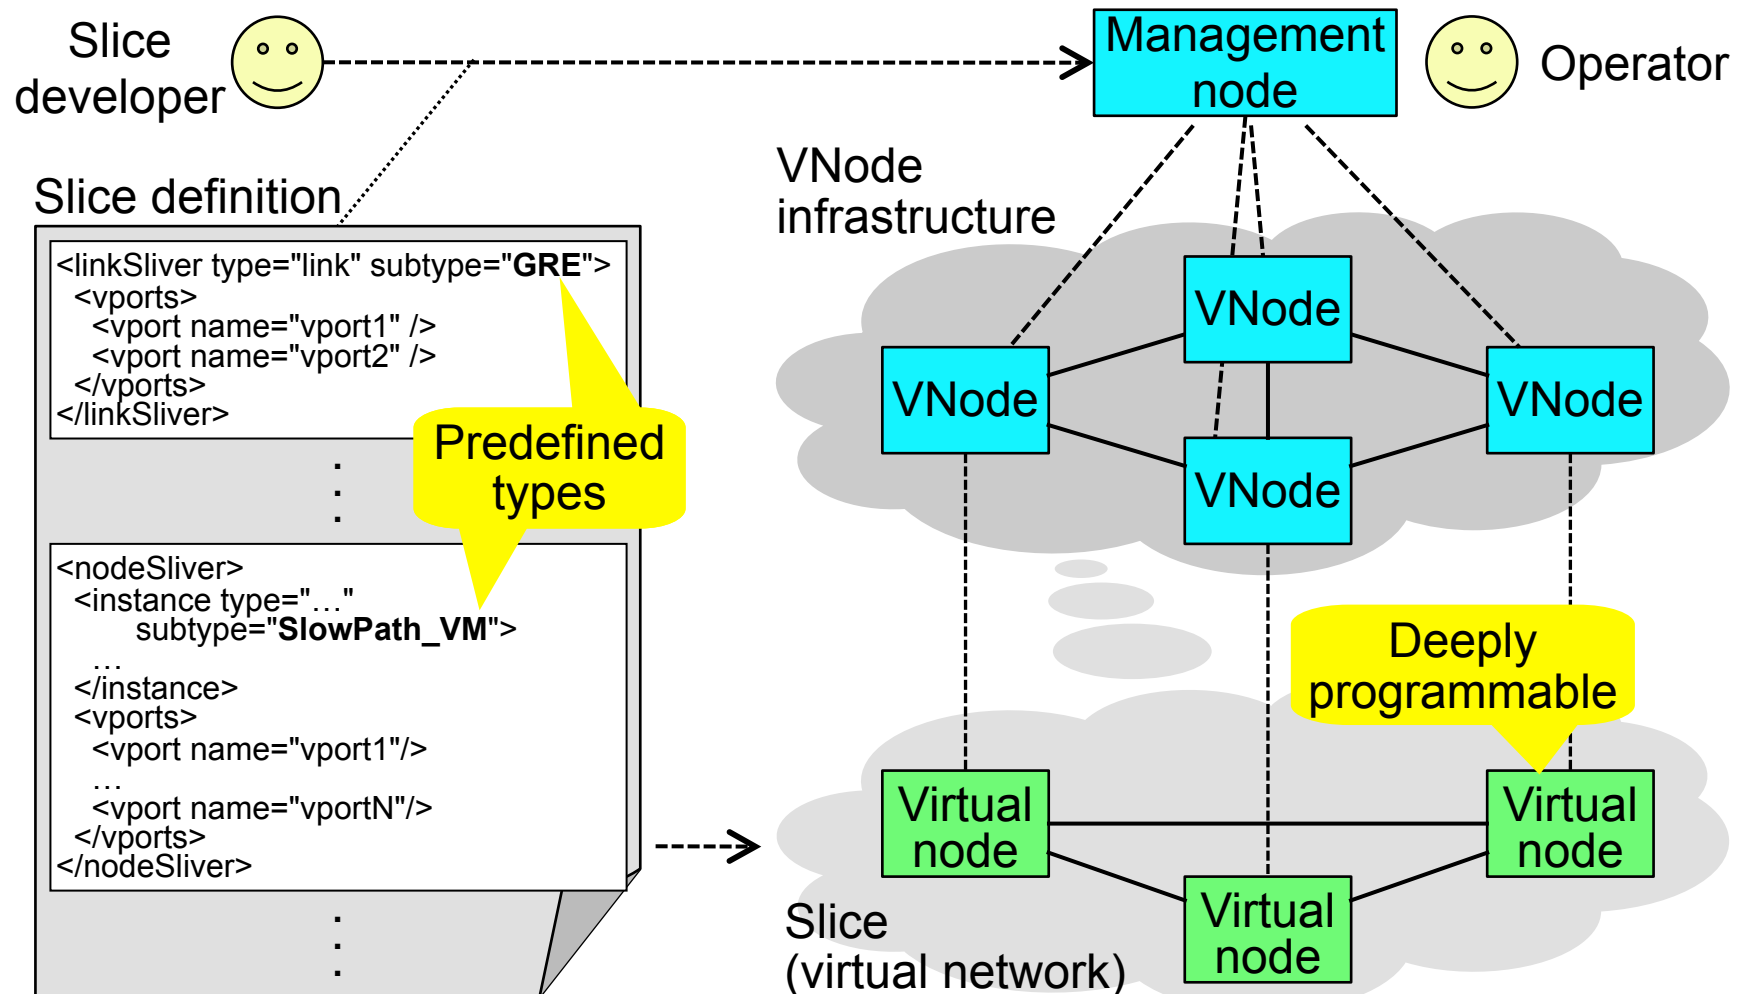 Slice
developer
Management
node
Operator
Slice definition
<linkSliver type="link" subtype="GRE">
<vports>
<vport name="vport1" />
<vport name="vport2" />
</vports>
</linkSliver>
Predefined
types
.
.
.
<nodeSliver>
<instance type="…"
subtype="SlowPath_VM">
…
</instance>
<vports>
<vport name="vport1"/>
…
<vport name="vportN"/>
</vports>
</nodeSliver>
.
.
.
VNode
infrastructure
VNode
VNode
VNode
VNode
Deeply
programmable
Virtual
node
Virtual
node
Virtual
node
Slice
(virtual network)